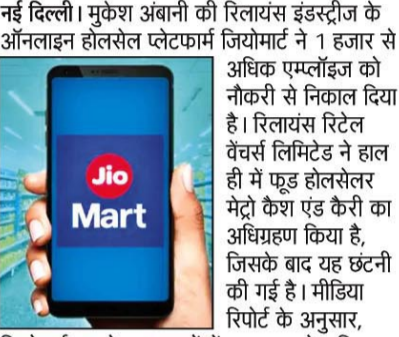 नई दिल्ली। मुकेश अंबानी की रिलायंस इंडस्ट्रीज के
ऑनलाइन होलसेल प्लेटफार्म जियोमार्ट ने 1 हजार से
अधिक एम्प्लॉइज को
नौकरी से निकाल दिया
है। रिलायंस रिटेल
वेंचर्स लिमिटेड ने हाल
ही में फूड होलसेलर
मेट्रो कैश एंड कैरी का
अधिग्रहण किया है,
जिसके बाद यह छंटनी
की गई है। मीडिया
रिपोर्ट के अनुसार,
Jio
Mart